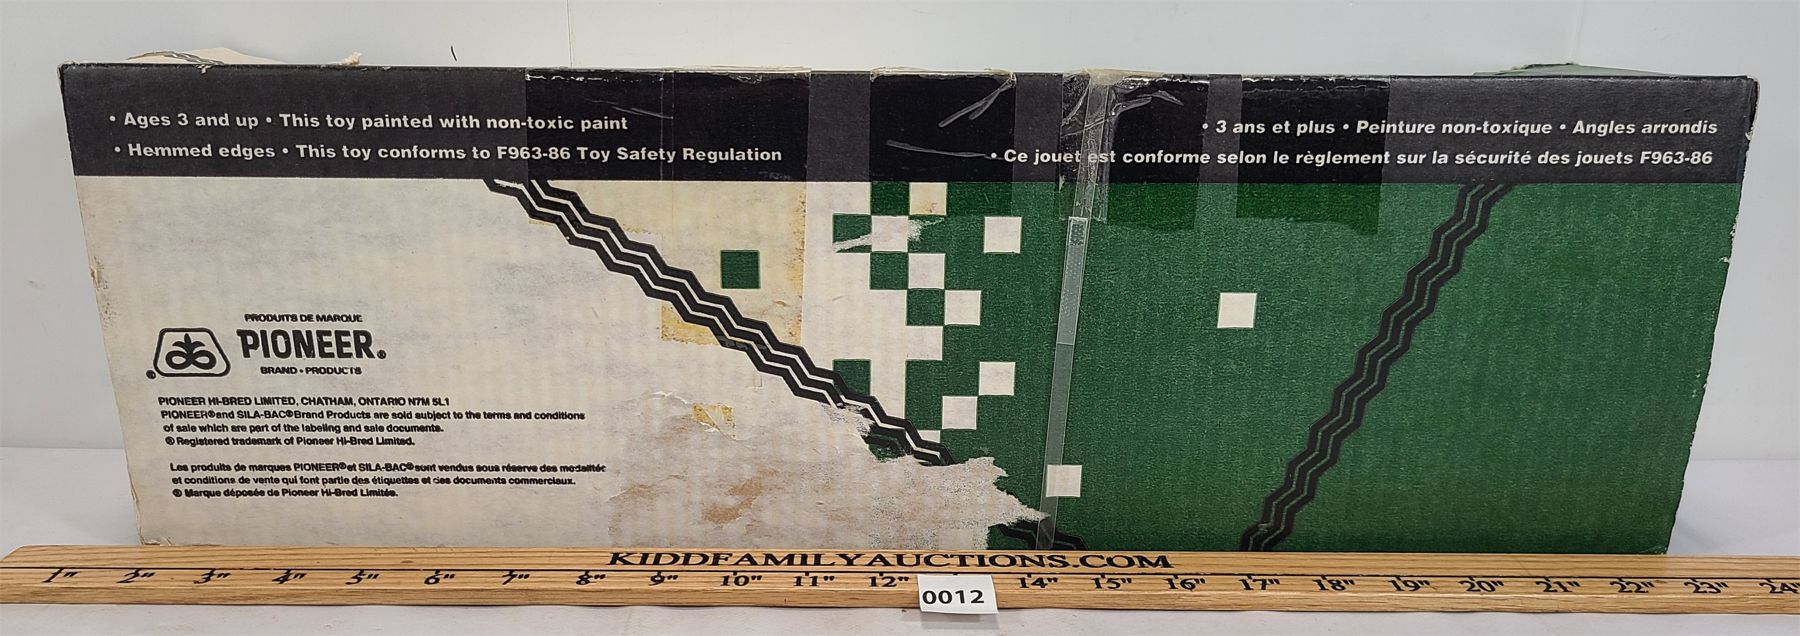 • Ages 3 and up • This toy painted with non-toxic paint
• Hemmed edges • This toy conforms to F963-86 Toy Safety Regulation
• 3 ans et plus • Peinture non-toxique • Angles arrondis
• Ce jouet est conforme selon le règlement sur la sécurité des jouets F963-86
PRODUITS DE MARQUE
PIONEER®
BRAND • PRODUCTS
PIONEER HI-BRED LIMITED, CHATHAM, ONTARIO N7M 5L1
PIONEER® and SILA-BAC® Brand Products are sold subject to the terms and conditions
of sale which are part of the labeling and sale documents.
® Registered trademark of Pioneer Hi-Bred Limited.
Les produits de marques PIONEER® et SILA-BAC® sont vendus sous réserve des modalités
et conditions de vente qui font partie des étiquettes et des documents commerciaux.
® Marque déposée de Pioneer Hi-Bred Limitée.
KIDDFAMILYAUCTIONS.COM
1" 2" 3" 4" 5" 6" 7" 8" 9" 10" 11" 12" 14" 15" 16" 17" 18" 19" 20" 21" 22" 23" 24"
0012